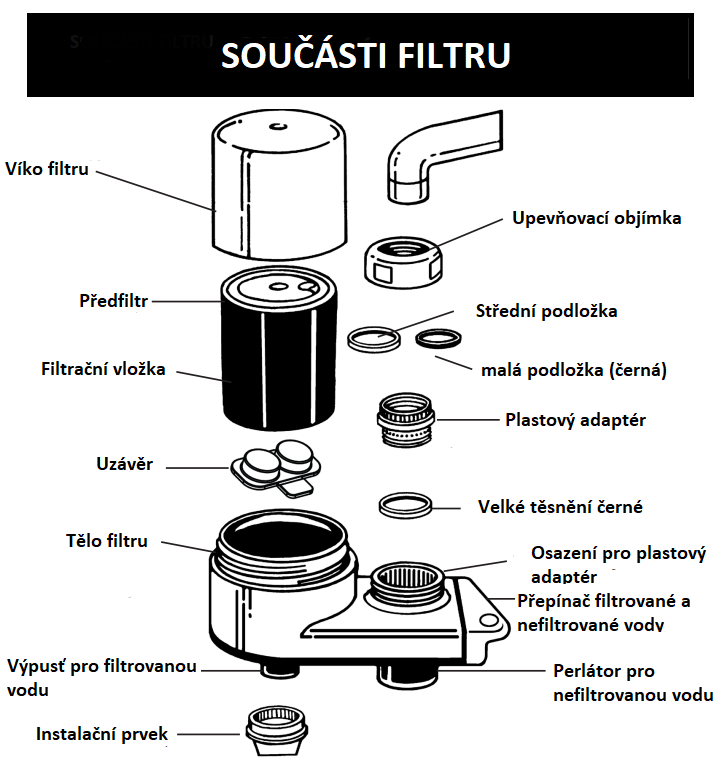 SOUČÁSTI FILTRU
Víko filtru
Upevňovací objímka
Předfiltr
Střední podložka
Filtrační vložka
malá podložka (černá)
Plastový adaptér
Uzávěr
Velké těsnění černé
Tělo filtru
Osazení pro plastový
adaptér
Přepínač filtrované a
nefiltrované vody
Výpusť pro filtrovanou
vodu
Perlátor pro
nefiltrovanou vodu
Instalační prvek